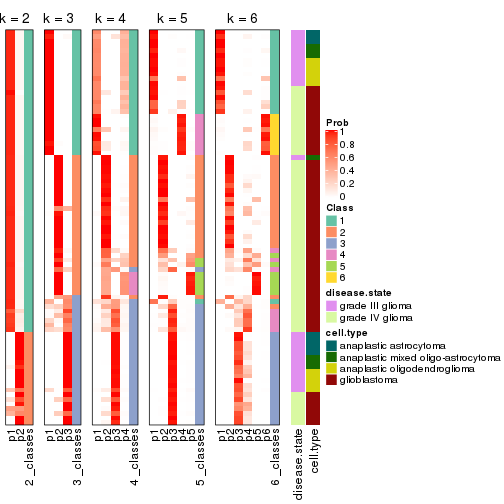 k = 2 k = 3 k = 4 k = 5 k = 6
Prob
1
0.8
0.6
0.4
0.2
0
Class
1
2
3
4
5
6
disease.state
grade III glioma
grade IV glioma
cell.type
anaplastic astrocytoma
anaplastic mixed oligo-astrocytoma
anaplastic oligodendroglioma
glioblastoma
p1 p2 2_classes p1 p2 p3 3_classes p1 p2 p3 p4 4_classes p1 p2 p3 p4 p5 5_classes p1 p2 p3 p4 p5 p6 6_classes disease.state cell.type